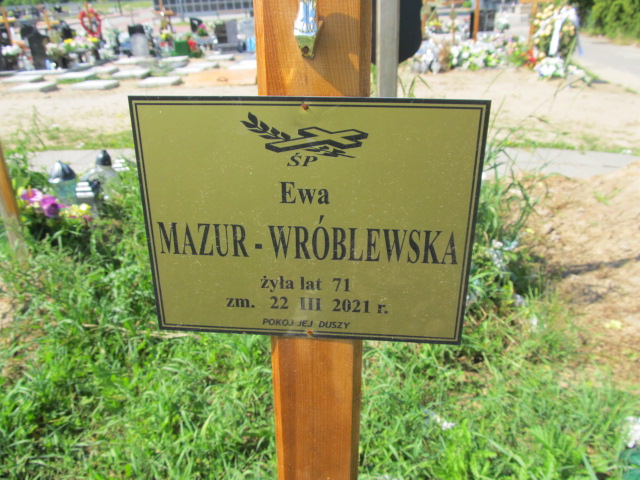 ŚP
Ewa
MAZUR - WRÓBLEWSKA
żyła lat 71
zm. 22 III 2021 r.
POKÓJ JEJ DUSZY